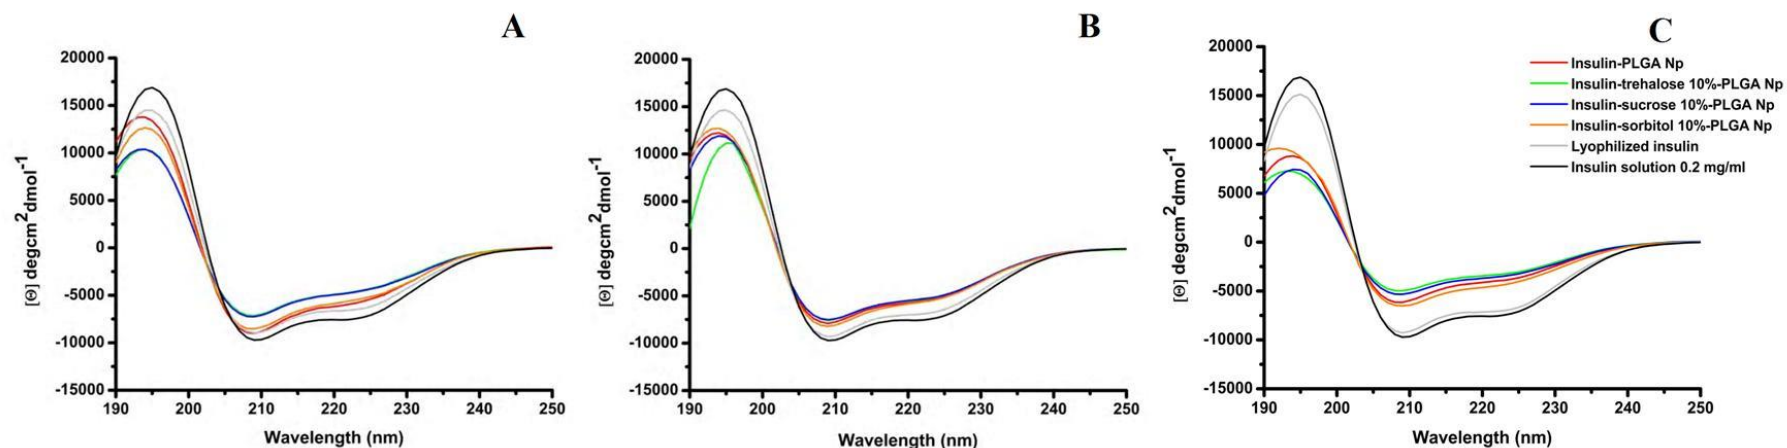 A
[Θ] degcm²dmol⁻¹
20000
15000
10000
5000
0
-5000
-10000
-15000
190 200 210 220 230 240 250
Wavelength (nm)
B
[Θ] degcm²dmol⁻¹
20000
15000
10000
5000
0
-5000
-10000
-15000
190 200 210 220 230 240 250
Wavelength (nm)
C
[Θ] degcm²dmol⁻¹
20000
15000
10000
5000
0
-5000
-10000
-15000
190 200 210 220 230 240 250
Wavelength (nm)
Insulin-PLGA Np
Insulin-trehalose 10%-PLGA Np
Insulin-sucrose 10%-PLGA Np
Insulin-sorbitol 10%-PLGA Np
Lyophilized insulin
Insulin solution 0.2 mg/ml